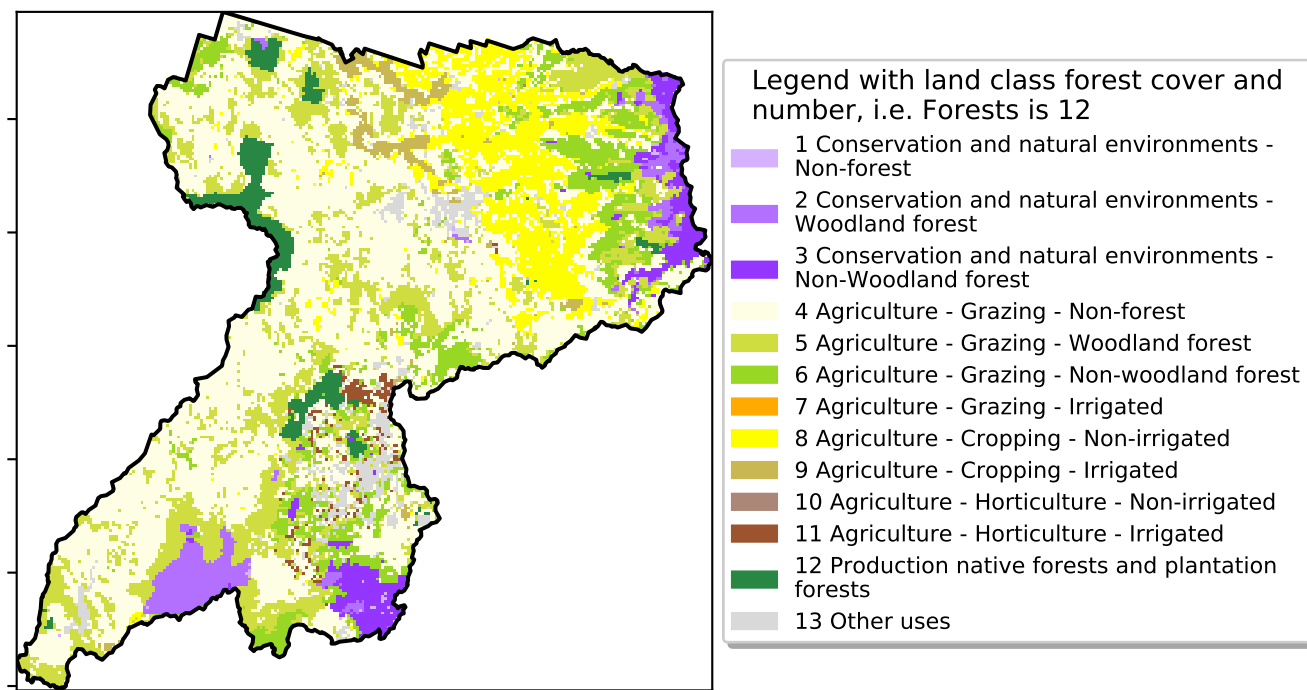 Legend with land class forest cover and
number, i.e. Forests is 12
1 Conservation and natural environments -
Non-forest
2 Conservation and natural environments -
Woodland forest
3 Conservation and natural environments -
Non-Woodland forest
4 Agriculture - Grazing - Non-forest
5 Agriculture - Grazing - Woodland forest
6 Agriculture - Grazing - Non-woodland forest
7 Agriculture - Grazing - Irrigated
8 Agriculture - Cropping - Non-irrigated
9 Agriculture - Cropping - Irrigated
10 Agriculture - Horticulture - Non-irrigated
11 Agriculture - Horticulture - Irrigated
12 Production native forests and plantation
forests
13 Other uses